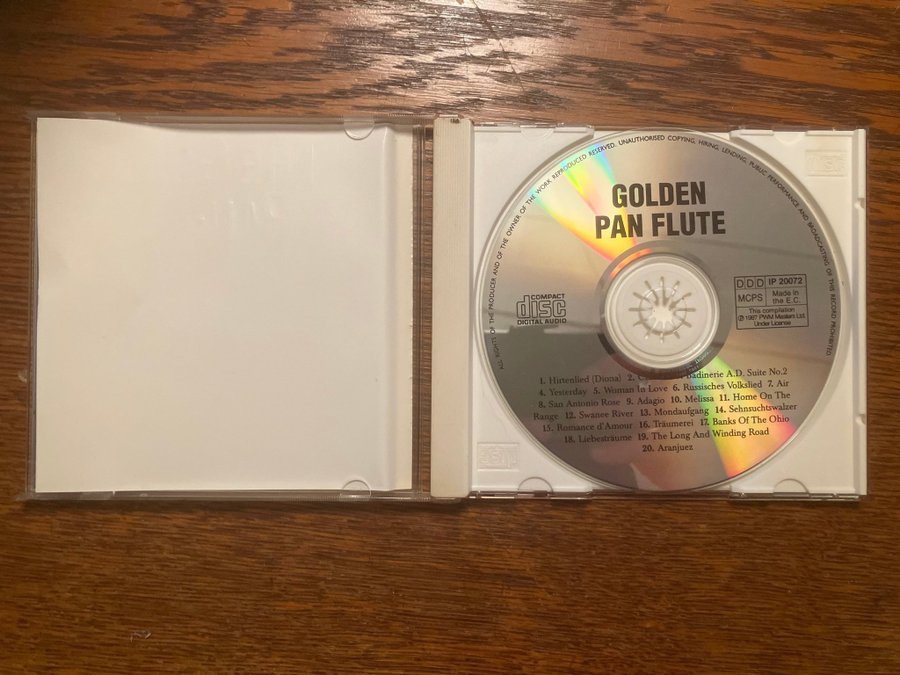 ALL RIGHTS OF THE PRODUCER AND OF THE OWNER OF THE WORK REPRODUCED RESERVED. UNAUTHORISED COPYING, HIRING, LENDING, PUBLIC PERFORMANCE AND BROADCASTING OF THIS RECORD PROHIBITED
GOLDEN
PAN FLUTE
COMPACT
disc
DIGITAL AUDIO
DDD IP 20072
MCPS Made in
the E.C.
This compilation
℗ 1987 PWM Masters Ltd.
Under License
1. Hirtenlied (Diona) 2. Badinerie A.D. Suite No.2
4. Yesterday 5. Woman In Love 6. Russisches Volkslied 7. Air
8. San Antonio Rose 9. Adagio 10. Melissa 11. Home On The
Range 12. Swanee River 13. Mondaufgang 14. Sehnsuchtswalzer
15. Romance d'Amour 16. Träumerei 17. Banks Of The Ohio
18. Liebesträume 19. The Long And Winding Road
20. Aranjuez